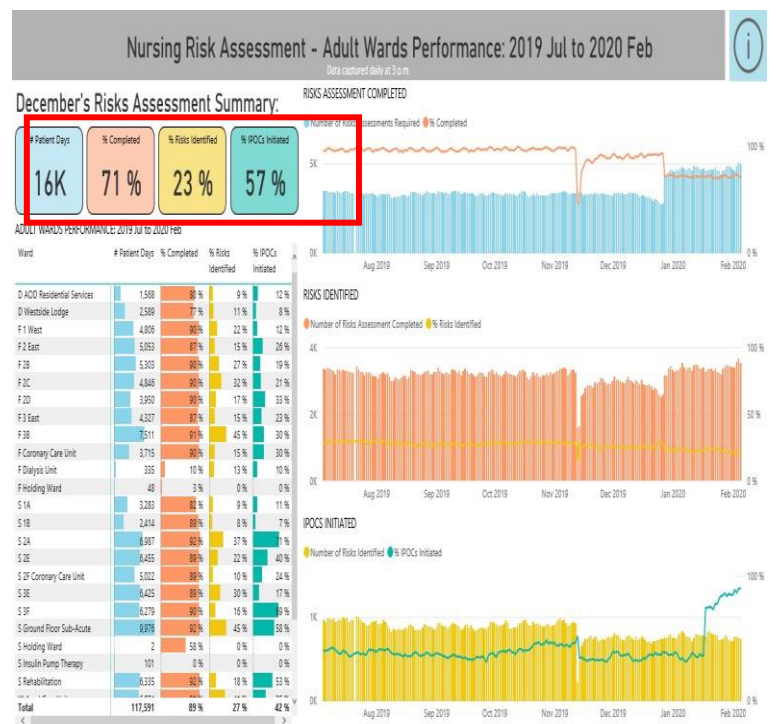 Nursing Risk Assessment - Adult Wards Performance: 2019 Jul to 2020 Feb
Data captured daily at 3 p.m.
i
December's Risks Assessment Summary:
# Patient Days % Completed % Risks Identified % IPOCs Initiated
16K 71 % 23 % 57 %
ADULT WARDS PERFORMANCE: 2019 Jul to 2020 Feb
Ward # Patient Days % Completed % Risks Identified % IPOCs Initiated
D AOD Residential Services 1,568 80 % 9 % 12 %
D Westside Lodge 2,589 77 % 11 % 8 %
F 1 West 4,806 90 % 22 % 12 %
F 2 East 5,053 87 % 15 % 26 %
F 2B 5,303 90 % 27 % 19 %
F 2C 4,846 90 % 32 % 21 %
F 2D 3,950 90 % 17 % 33 %
F 3 East 4,327 87 % 15 % 23 %
F 3B 7,511 91 % 45 % 30 %
F Coronary Care Unit 3,715 90 % 15 % 30 %
F Dialysis Unit 335 10 % 13 % 10 %
F Holding Ward 48 3 % 0 % 0 %
S 1A 3,283 82 % 9 % 11 %
S 1B 2,414 89 % 8 % 7 %
S 2A 6,987 92 % 37 % 71 %
S 2E 6,455 89 % 22 % 40 %
S 2F Coronary Care Unit 5,022 89 % 10 % 24 %
S 3E 6,425 89 % 30 % 17 %
S 3F 6,279 90 % 16 % 69 %
S Ground Floor Sub-Acute 9,976 92 % 45 % 58 %
S Holding Ward 2 58 % 0 % 0 %
S Insulin Pump Therapy 101 0 % 0 % 0 %
S Rehabilitation 6,335 92 % 18 % 53 %
Total 117,591 89 % 27 % 42 %
RISKS ASSESSMENT COMPLETED
Number of Risks Assessments Required % Completed
100 %
5K
0K 0 %
Aug 2019 Sep 2019 Oct 2019 Nov 2019 Dec 2019 Jan 2020 Feb 2020
RISKS IDENTIFIED
Number of Risks Assessment Completed % Risks Identified
4K 100 %
2K
0K 0 %
Aug 2019 Sep 2019 Oct 2019 Nov 2019 Dec 2019 Jan 2020 Feb 2020
IPOCS INITIATED
Number of Risks Identified % IPOCs Initiated
100 %
1K
0K 0 %
Aug 2019 Sep 2019 Oct 2019 Nov 2019 Dec 2019 Jan 2020 Feb 2020